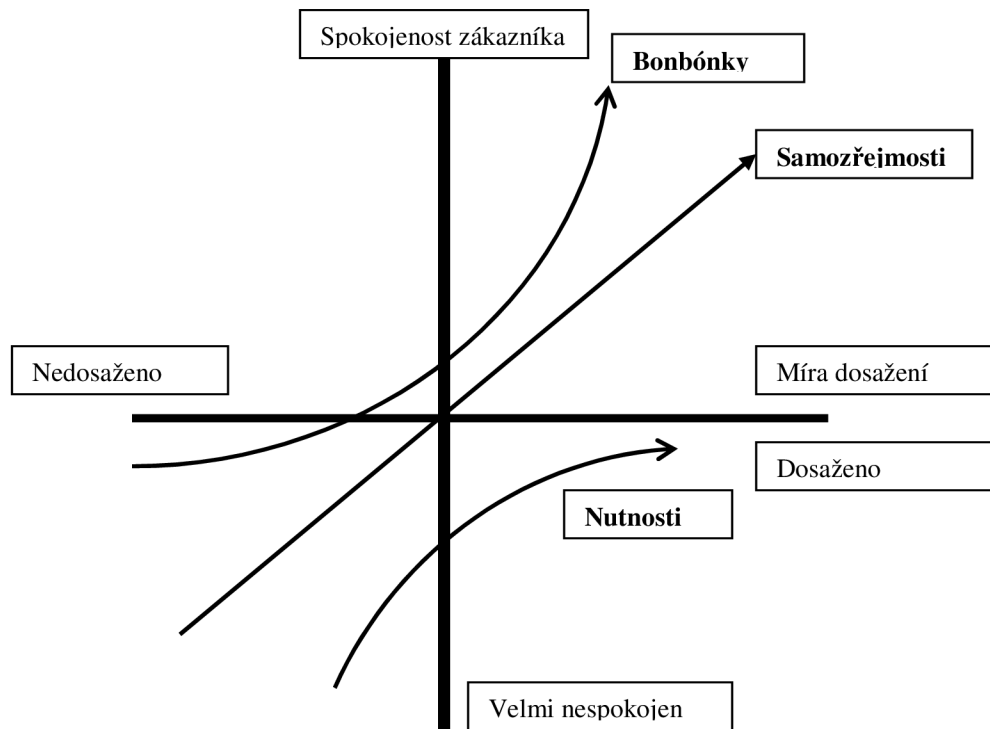 Spokojenost zákazníka
Bonbónky
Samozřejmosti
Nedosaženo
Míra dosažení
Dosaženo
Nutnosti
Velmi nespokojen